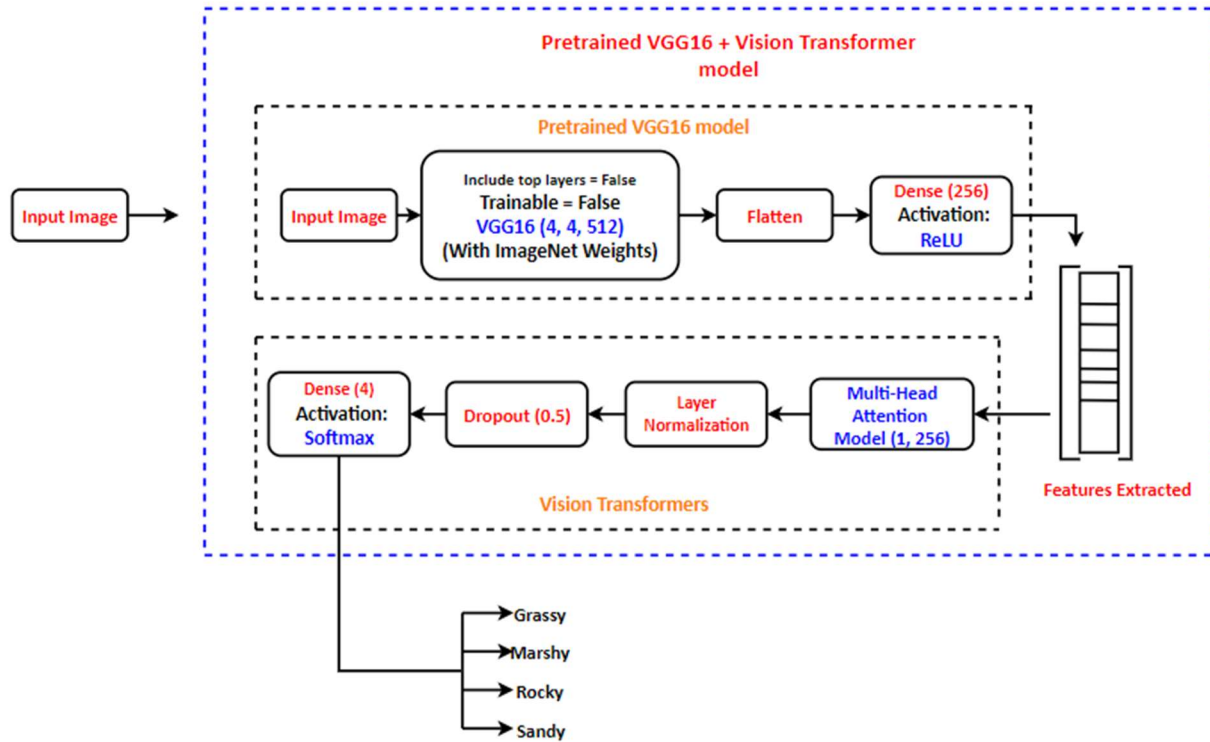 Pretrained VGG16 + Vision Transformer
model
Pretrained VGG16 model
Input Image
Input Image
Include top layers = False
Trainable = False
VGG16 (4, 4, 512)
(With ImageNet Weights)
Flatten
Dense (256)
Activation:
ReLU
Features Extracted
Multi-Head
Attention
Model (1, 256)
Layer
Normalization
Dropout (0.5)
Dense (4)
Activation:
Softmax
Vision Transformers
Grassy
Marshy
Rocky
Sandy